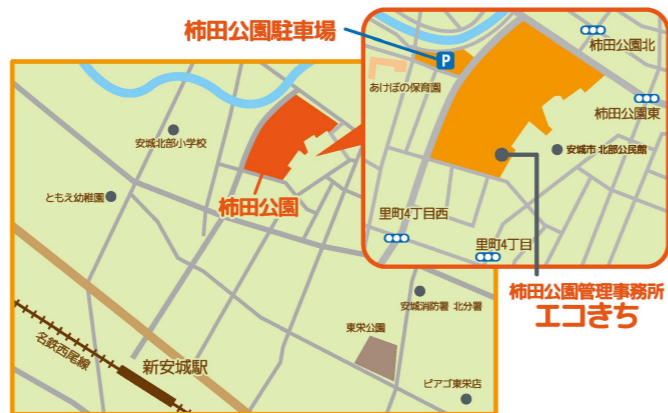 柿田公園駐車場
P
柿田公園北
あけぼの保育園
柿田公園東
安城市 北部公民館
安城北部小学校
ともえ幼稚園
柿田公園
里町4丁目西
里町4丁目
柿田公園管理事務所
エコきち
安城消防署 北分署
東栄公園
名鉄西尾線
新安城駅
ピアゴ東栄店